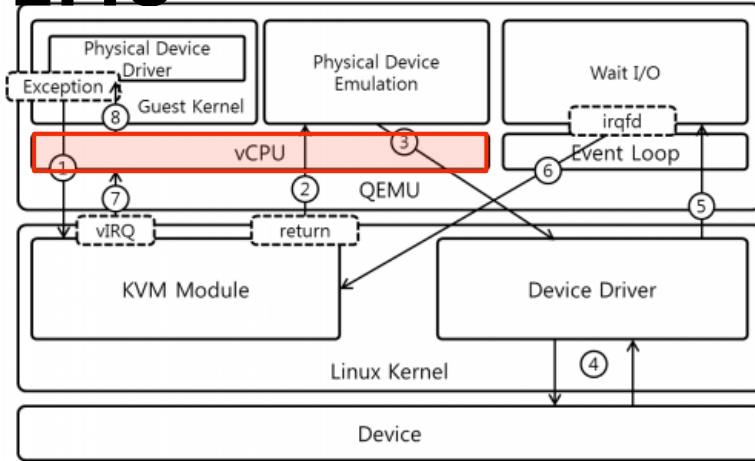 Physical Device
Driver
Exception
Guest Kernel
8
Physical Device
Emulation
Wait I/O
irqfd
vCPU
3
Event Loop
1
6
7
2
QEMU
5
vIRQ
return
KVM Module
Device Driver
4
Linux Kernel
Device